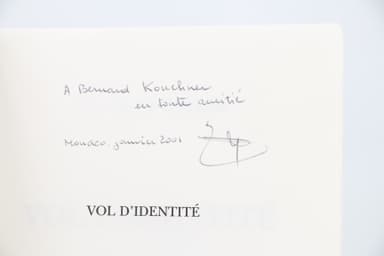 A Bernard Kouchner
en toute amitié
Monaco. janvier 2001
VOL D'IDENTITÉ